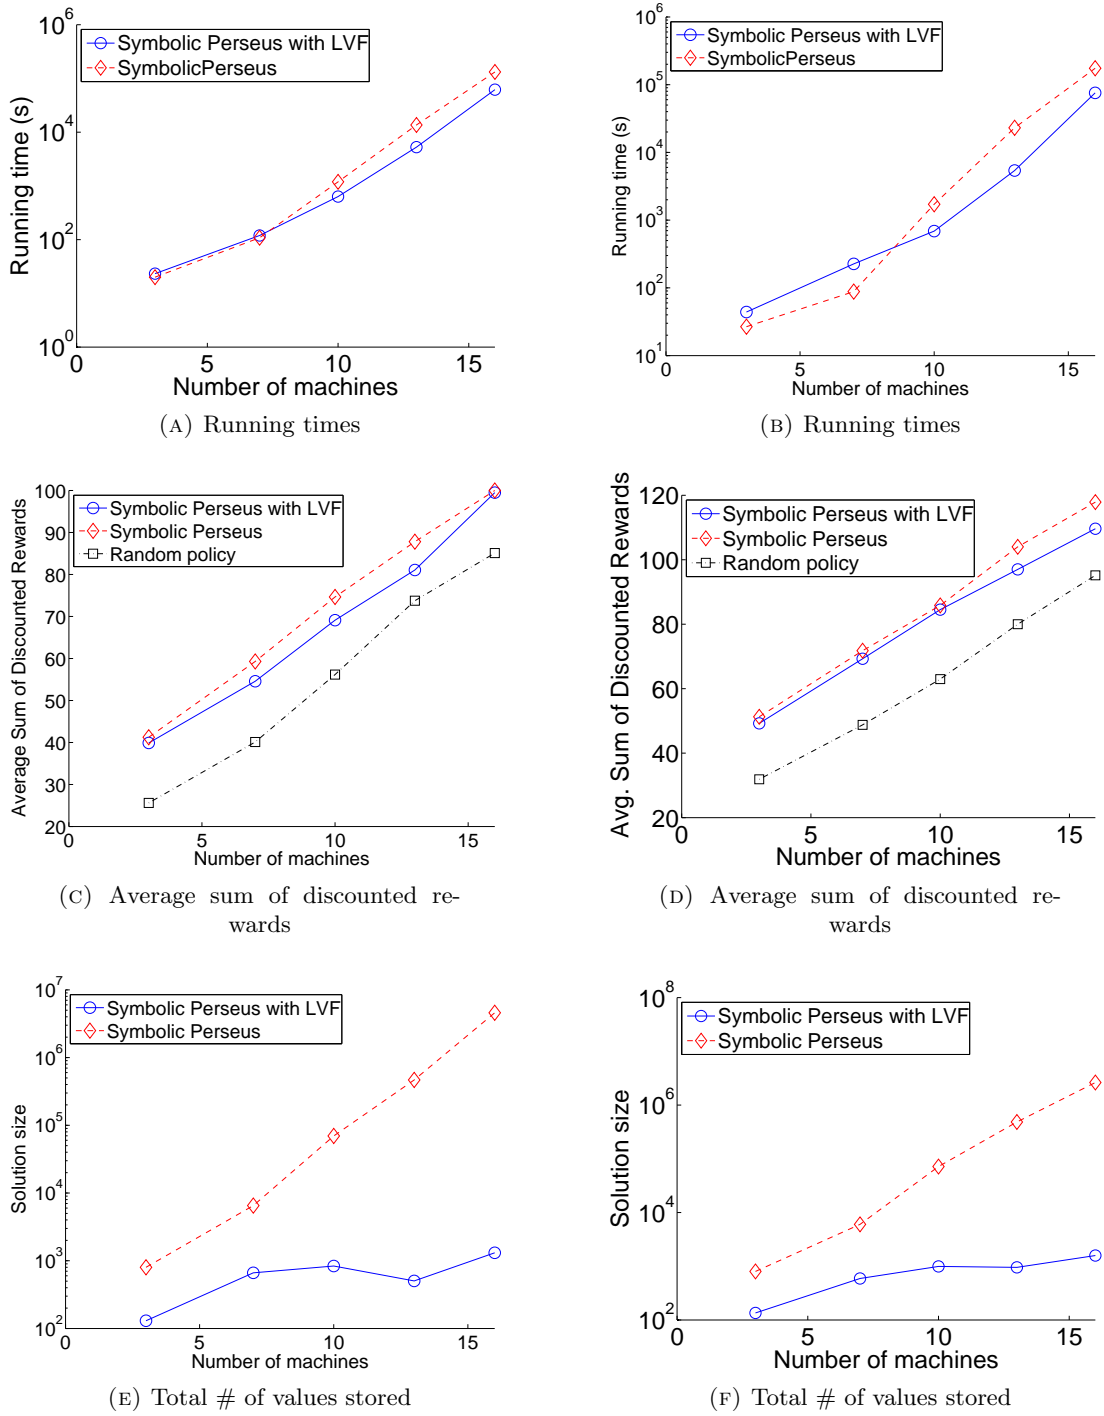 10^6
10^4
10^2
10^0
Running time (s)
Symbolic Perseus with LVF
SymbolicPerseus
0 5 10 15
Number of machines
(A) Running times
10^6
10^5
10^4
10^3
10^2
10^1
Running time (s)
Symbolic Perseus with LVF
SymbolicPerseus
0 5 10 15
Number of machines
(B) Running times
100
90
80
70
60
50
40
30
20
Average Sum of Discounted Rewards
Symbolic Perseus with LVF
Symbolic Perseus
Random policy
0 5 10 15
Number of machines
(C) Average sum of discounted re-
wards
120
100
80
60
40
20
Avg. Sum of Discounted Rewards
Symbolic Perseus with LVF
Symbolic Perseus
Random policy
0 5 10 15
Number of machines
(D) Average sum of discounted re-
wards
10^7
10^6
10^5
10^4
10^3
10^2
Solution size
Symbolic Perseus with LVF
Symbolic Perseus
0 5 10 15
Number of machines
(E) Total # of values stored
10^8
10^6
10^4
10^2
Solution size
Symbolic Perseus with LVF
Symbolic Perseus
0 5 10 15
Number of machines
(F) Total # of values stored